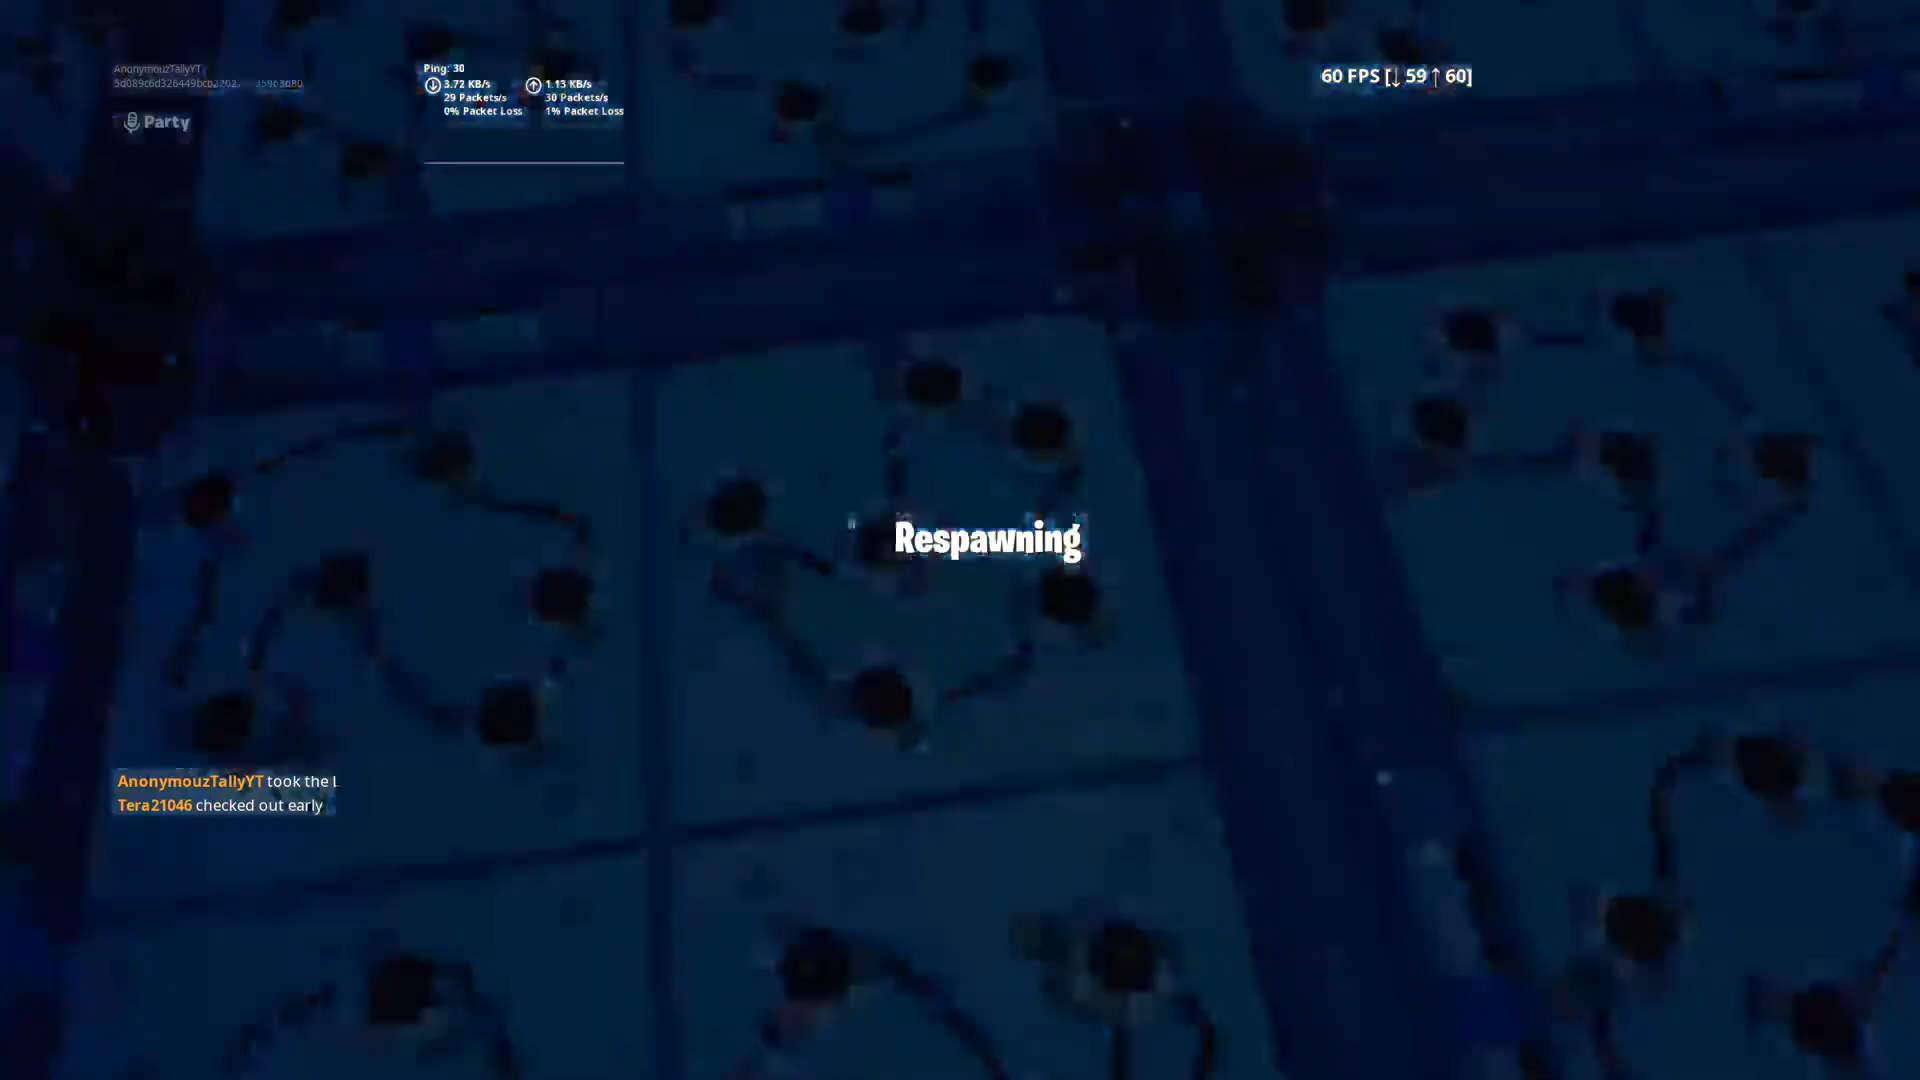 AnonymouzTallyYT
Party
Ping: 30
3.72 KB/s
29 Packets/s
0% Packet Loss
1.13 KB/s
30 Packets/s
1% Packet Loss
60 FPS [↓ 59 ↑ 60]
Respawning
AnonymouzTallyYT took the L
Tera21046 checked out early